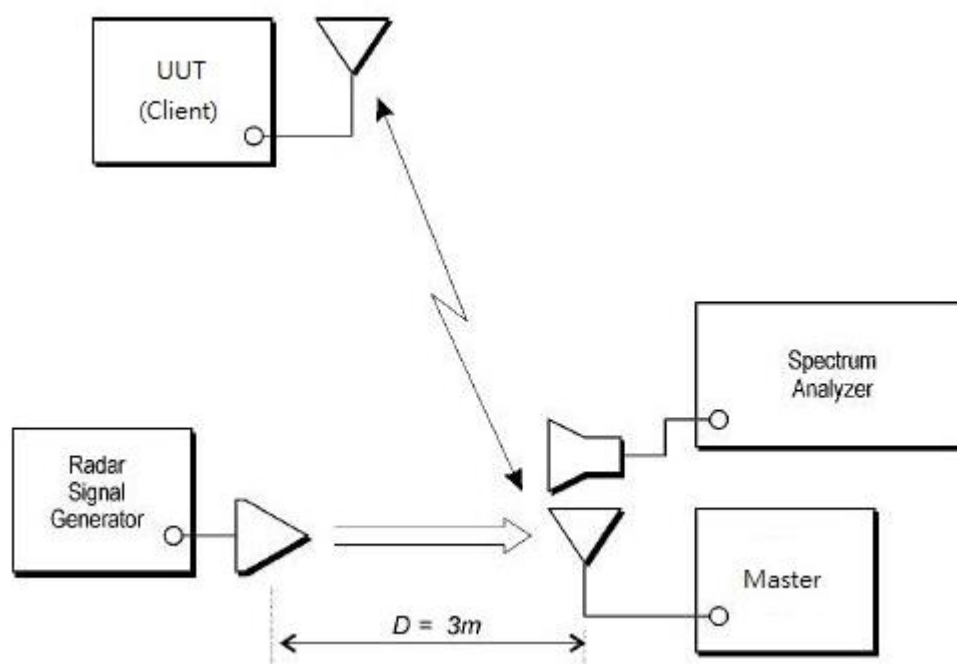 UUT
(Client)
Spectrum
Analyzer
Radar
Signal
Generator
Master
D = 3m